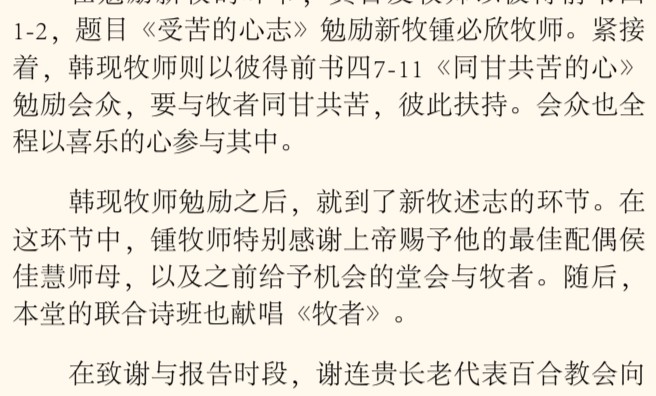 1-2，题目《受苦的心志》勉励新牧锺必欣牧师。紧接
着，韩现牧师则以彼得前书四7-11《同甘共苦的心》
勉励会众，要与牧者同甘共苦，彼此扶持。会众也全
程以喜乐的心参与其中。
韩现牧师勉励之后，就到了新牧述志的环节。在
这环节中，锺牧师特别感谢上帝赐予他的最佳配偶侯
佳慧师母，以及之前给予机会的堂会与牧者。随后，
本堂的联合诗班也献唱《牧者》。
在致谢与报告时段，谢连贵长老代表百合教会向